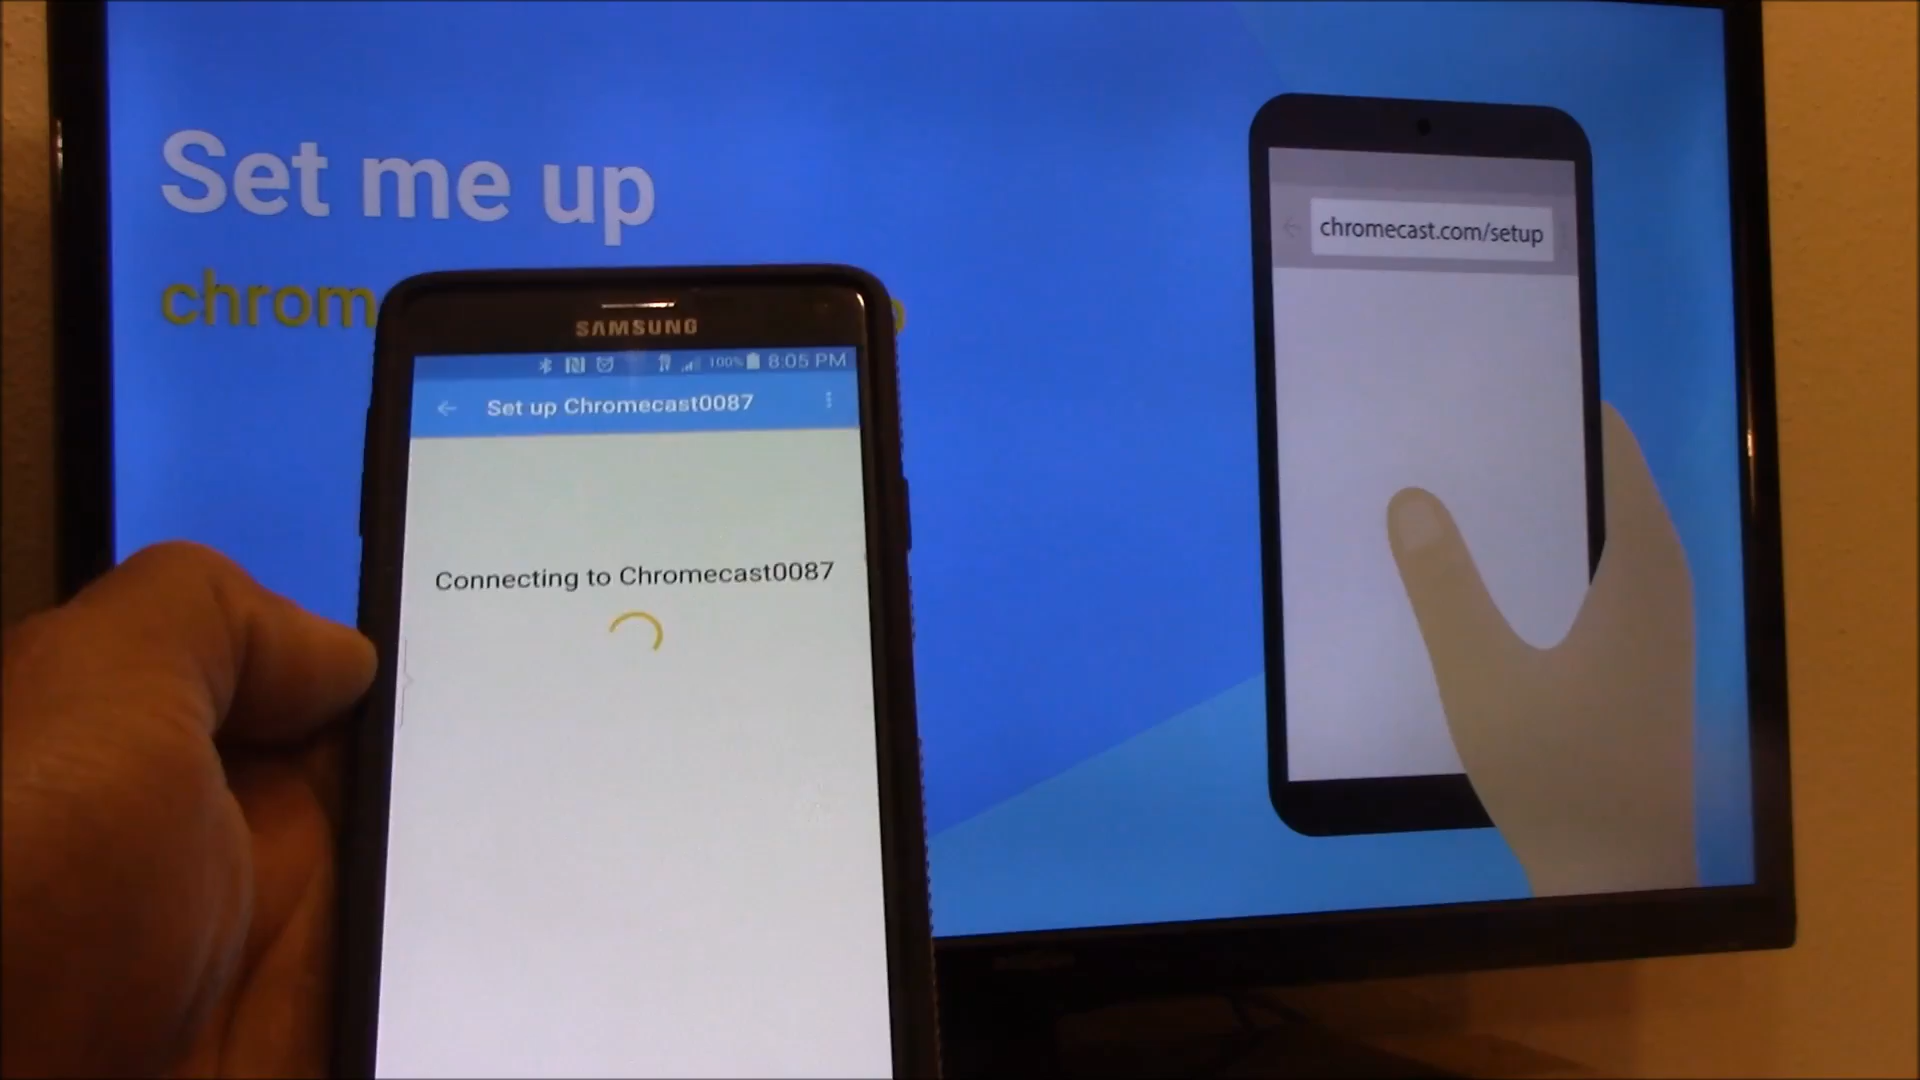 Set me up
chrom
chromecast.com/setup
SAMSUNG
100% 8:05 PM
Set up Chromecast0087
Connecting to Chromecast0087